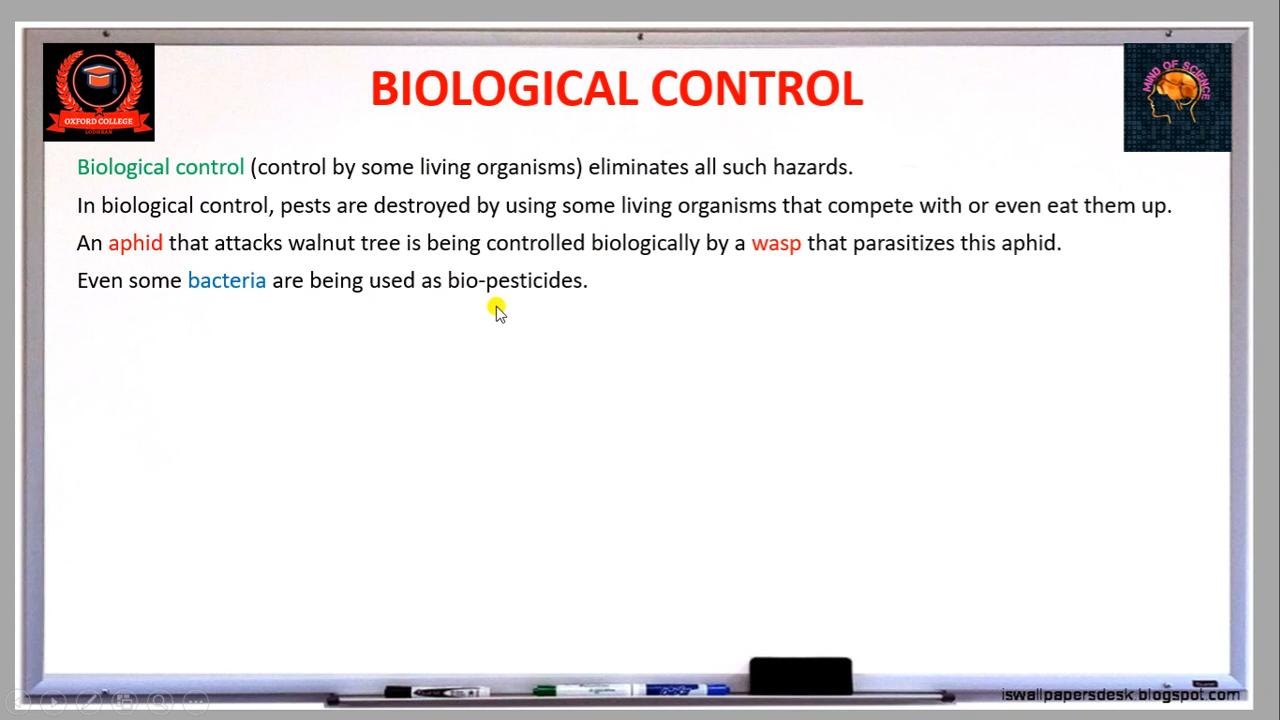 BIOLOGICAL CONTROL
OXFORD COLLEGE
LODHRAN
MIND OF SCIENCE
Biological control (control by some living organisms) eliminates all such hazards.
In biological control, pests are destroyed by using some living organisms that compete with or even eat them up.
An aphid that attacks walnut tree is being controlled biologically by a wasp that parasitizes this aphid.
Even some bacteria are being used as bio-pesticides.
iswallpapersdesk.blogspot.com